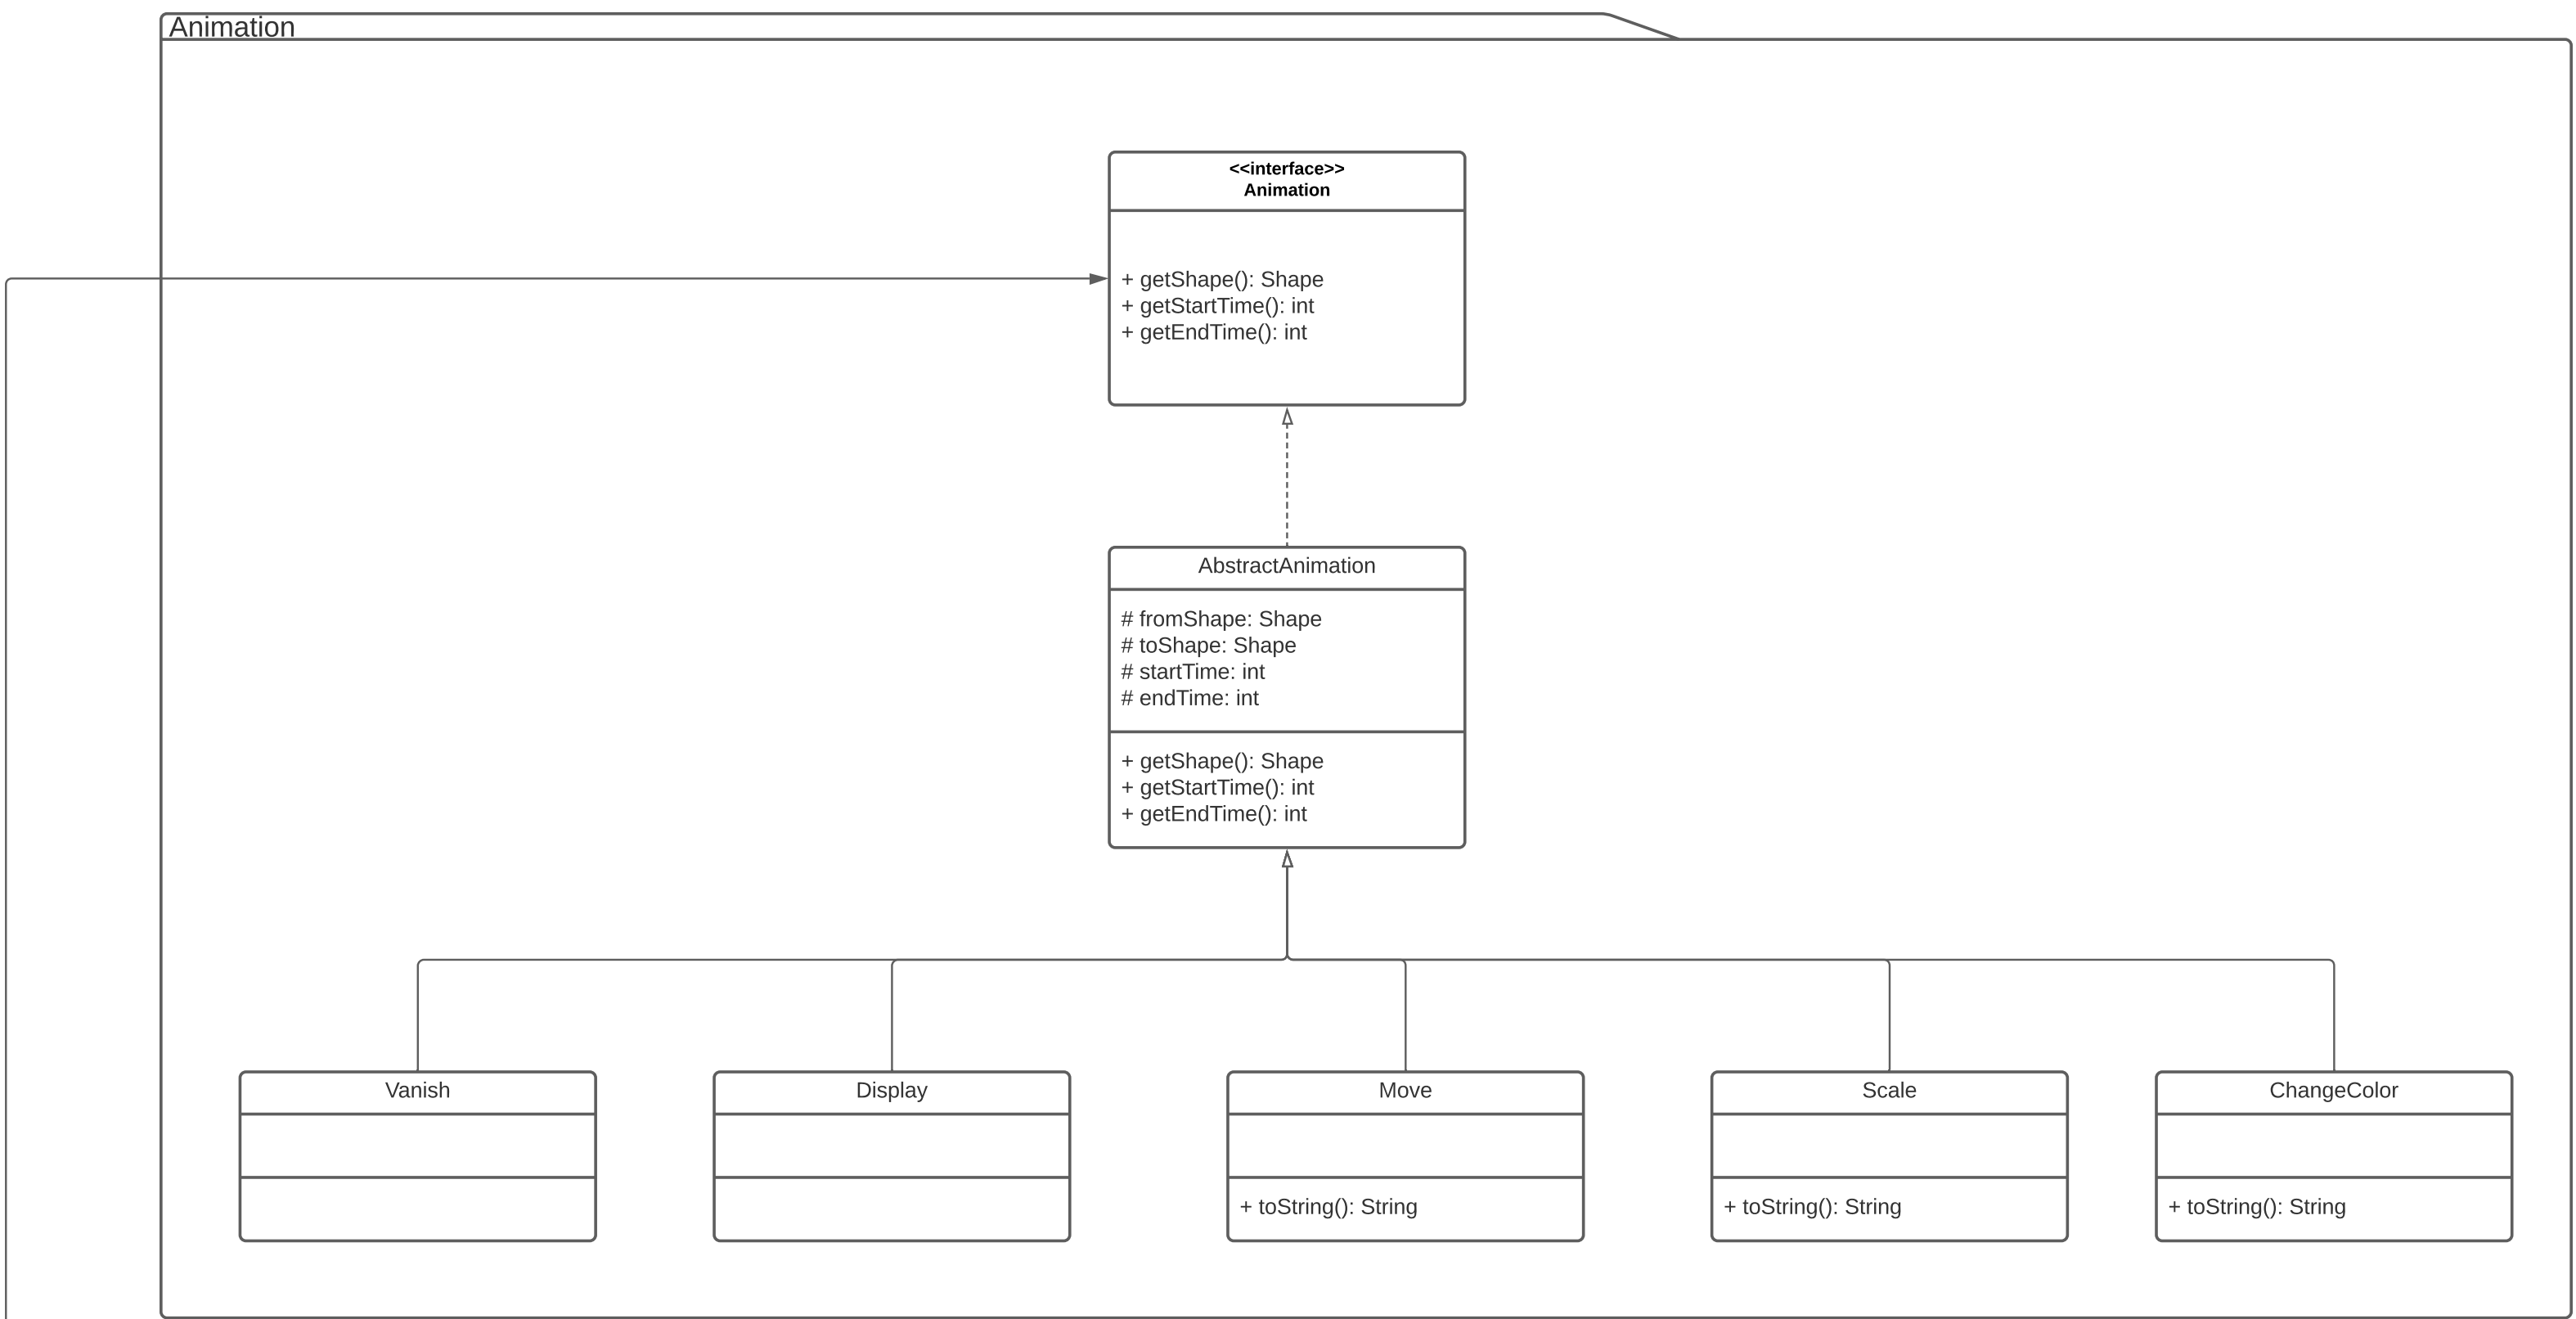 Animation
<<interface>>
Animation
+ getShape(): Shape
+ getStartTime(): int
+ getEndTime(): int
AbstractAnimation
# fromShape: Shape
# toShape: Shape
# startTime: int
# endTime: int
+ getShape(): Shape
+ getStartTime(): int
+ getEndTime(): int
Vanish
Display
Move
+ toString(): String
Scale
+ toString(): String
ChangeColor
+ toString(): String